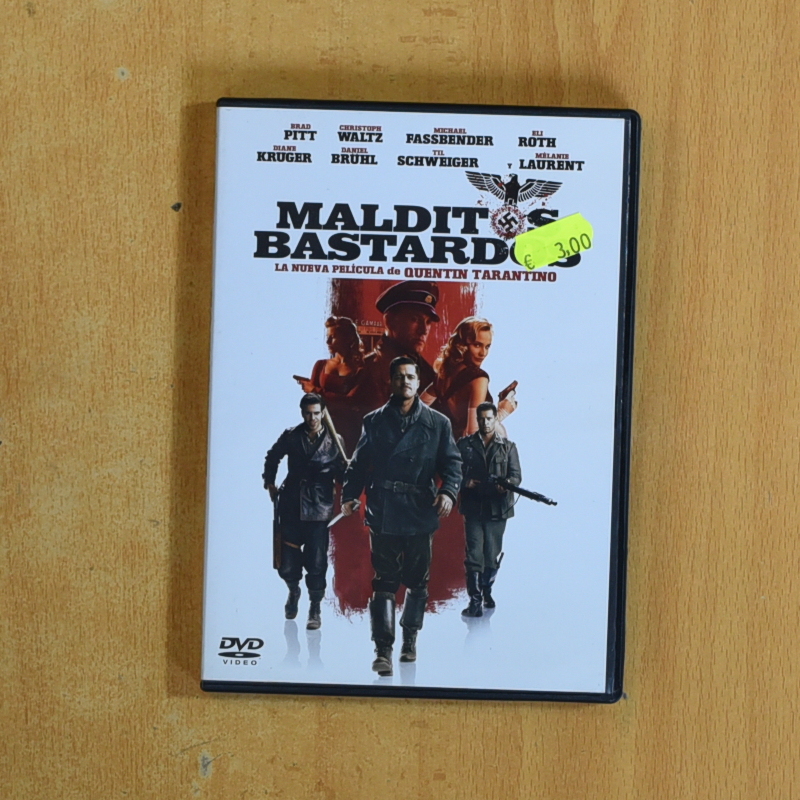 BRAD PITT CHRISTOPH WALTZ MICHAEL FASSBENDER ELI ROTH
DIANE KRUGER DANIEL BRÜHL TIL SCHWEIGER Y MÉLANIE LAURENT
MALDITOS
BASTARDOS
€ 3,00
LA NUEVA PELÍCULA de QUENTIN TARANTINO
DVD
VIDEO